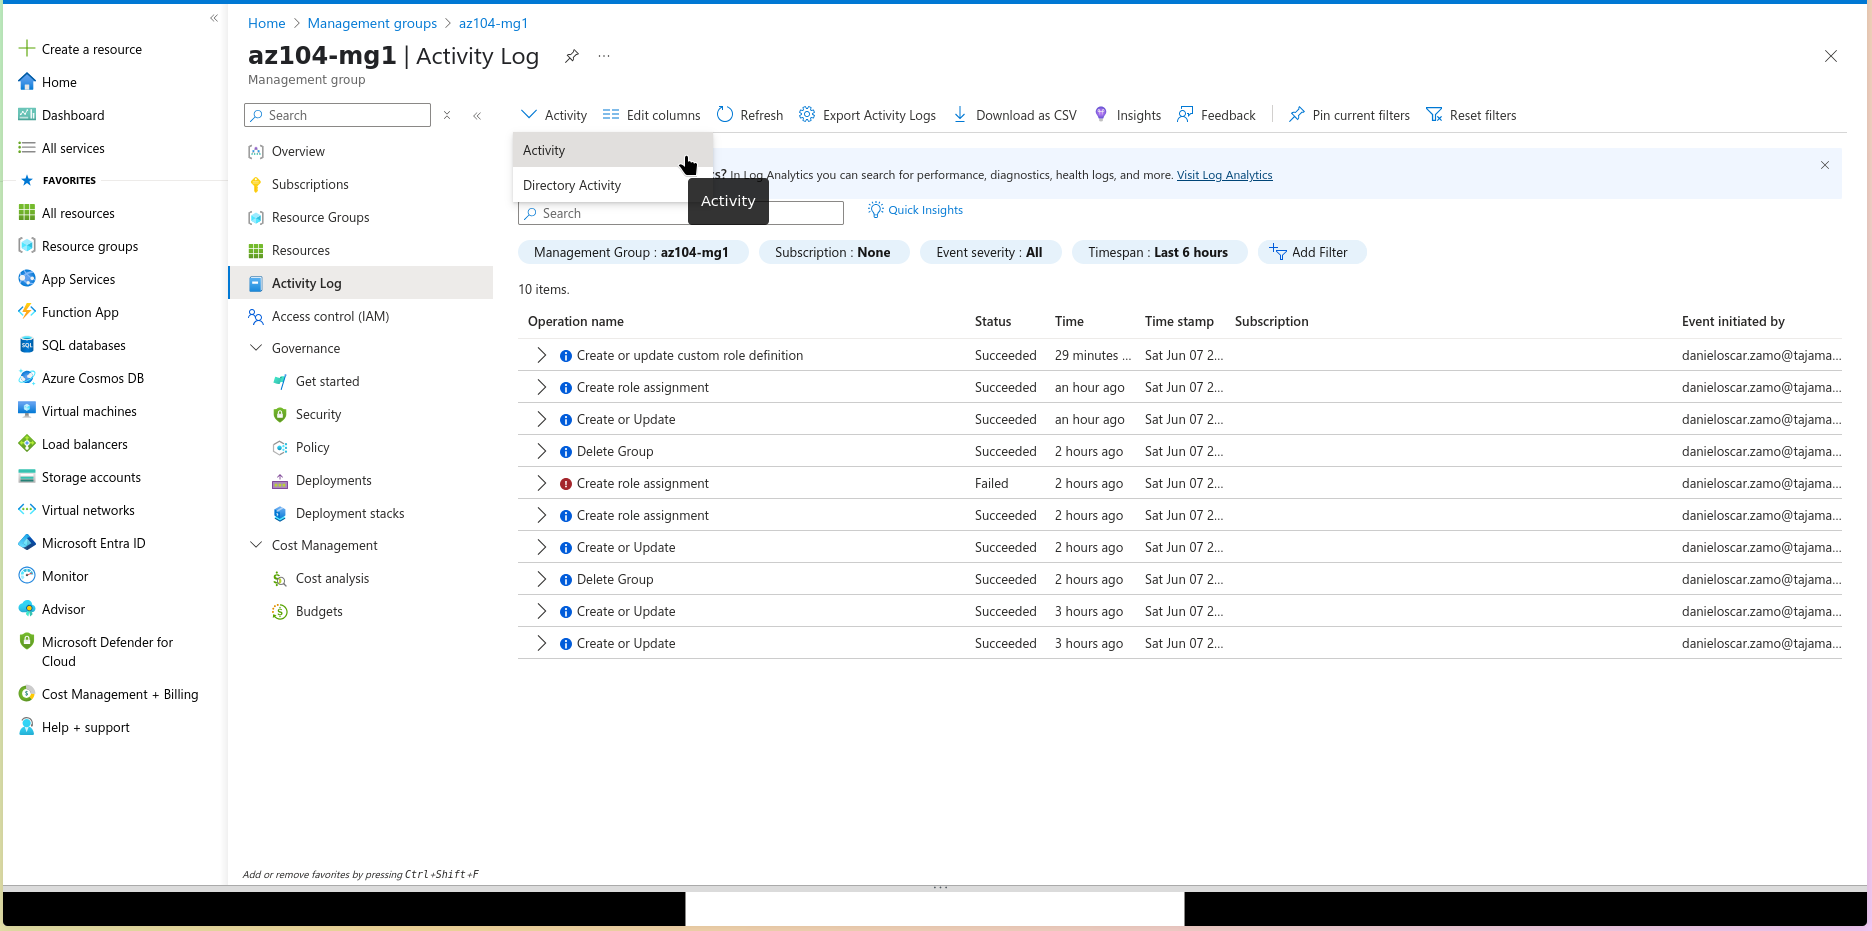 Home > Management groups > az104-mg1
az104-mg1 | Activity Log
Management group
Create a resource
Home
Dashboard
All services
FAVORITES
All resources
Resource groups
App Services
Function App
SQL databases
Azure Cosmos DB
Virtual machines
Load balancers
Storage accounts
Virtual networks
Microsoft Entra ID
Monitor
Advisor
Microsoft Defender for
Cloud
Cost Management + Billing
Help + support
Search
Overview
Subscriptions
Resource Groups
Resources
Activity Log
Access control (IAM)
Governance
Get started
Security
Policy
Deployments
Deployment stacks
Cost Management
Cost analysis
Budgets
Add or remove favorites by pressing Ctrl+Shift+F
Activity Edit columns Refresh Export Activity Logs Download as CSV Insights Feedback Pin current filters Reset filters
Activity
Directory Activity
Activity
s? In Log Analytics you can search for performance, diagnostics, health logs, and more. Visit Log Analytics
Search Quick Insights
Management Group : az104-mg1 Subscription : None Event severity : All Timespan : Last 6 hours Add Filter
10 items.
Operation name Status Time Time stamp Subscription Event initiated by
Create or update custom role definition Succeeded 29 minutes ... Sat Jun 07 2... danieloscar.zamo@tajama...
Create role assignment Succeeded an hour ago Sat Jun 07 2... danieloscar.zamo@tajama...
Create or Update Succeeded an hour ago Sat Jun 07 2... danieloscar.zamo@tajama...
Delete Group Succeeded 2 hours ago Sat Jun 07 2... danieloscar.zamo@tajama...
Create role assignment Failed 2 hours ago Sat Jun 07 2... danieloscar.zamo@tajama...
Create role assignment Succeeded 2 hours ago Sat Jun 07 2... danieloscar.zamo@tajama...
Create or Update Succeeded 2 hours ago Sat Jun 07 2... danieloscar.zamo@tajama...
Delete Group Succeeded 2 hours ago Sat Jun 07 2... danieloscar.zamo@tajama...
Create or Update Succeeded 3 hours ago Sat Jun 07 2... danieloscar.zamo@tajama...
Create or Update Succeeded 3 hours ago Sat Jun 07 2... danieloscar.zamo@tajama...